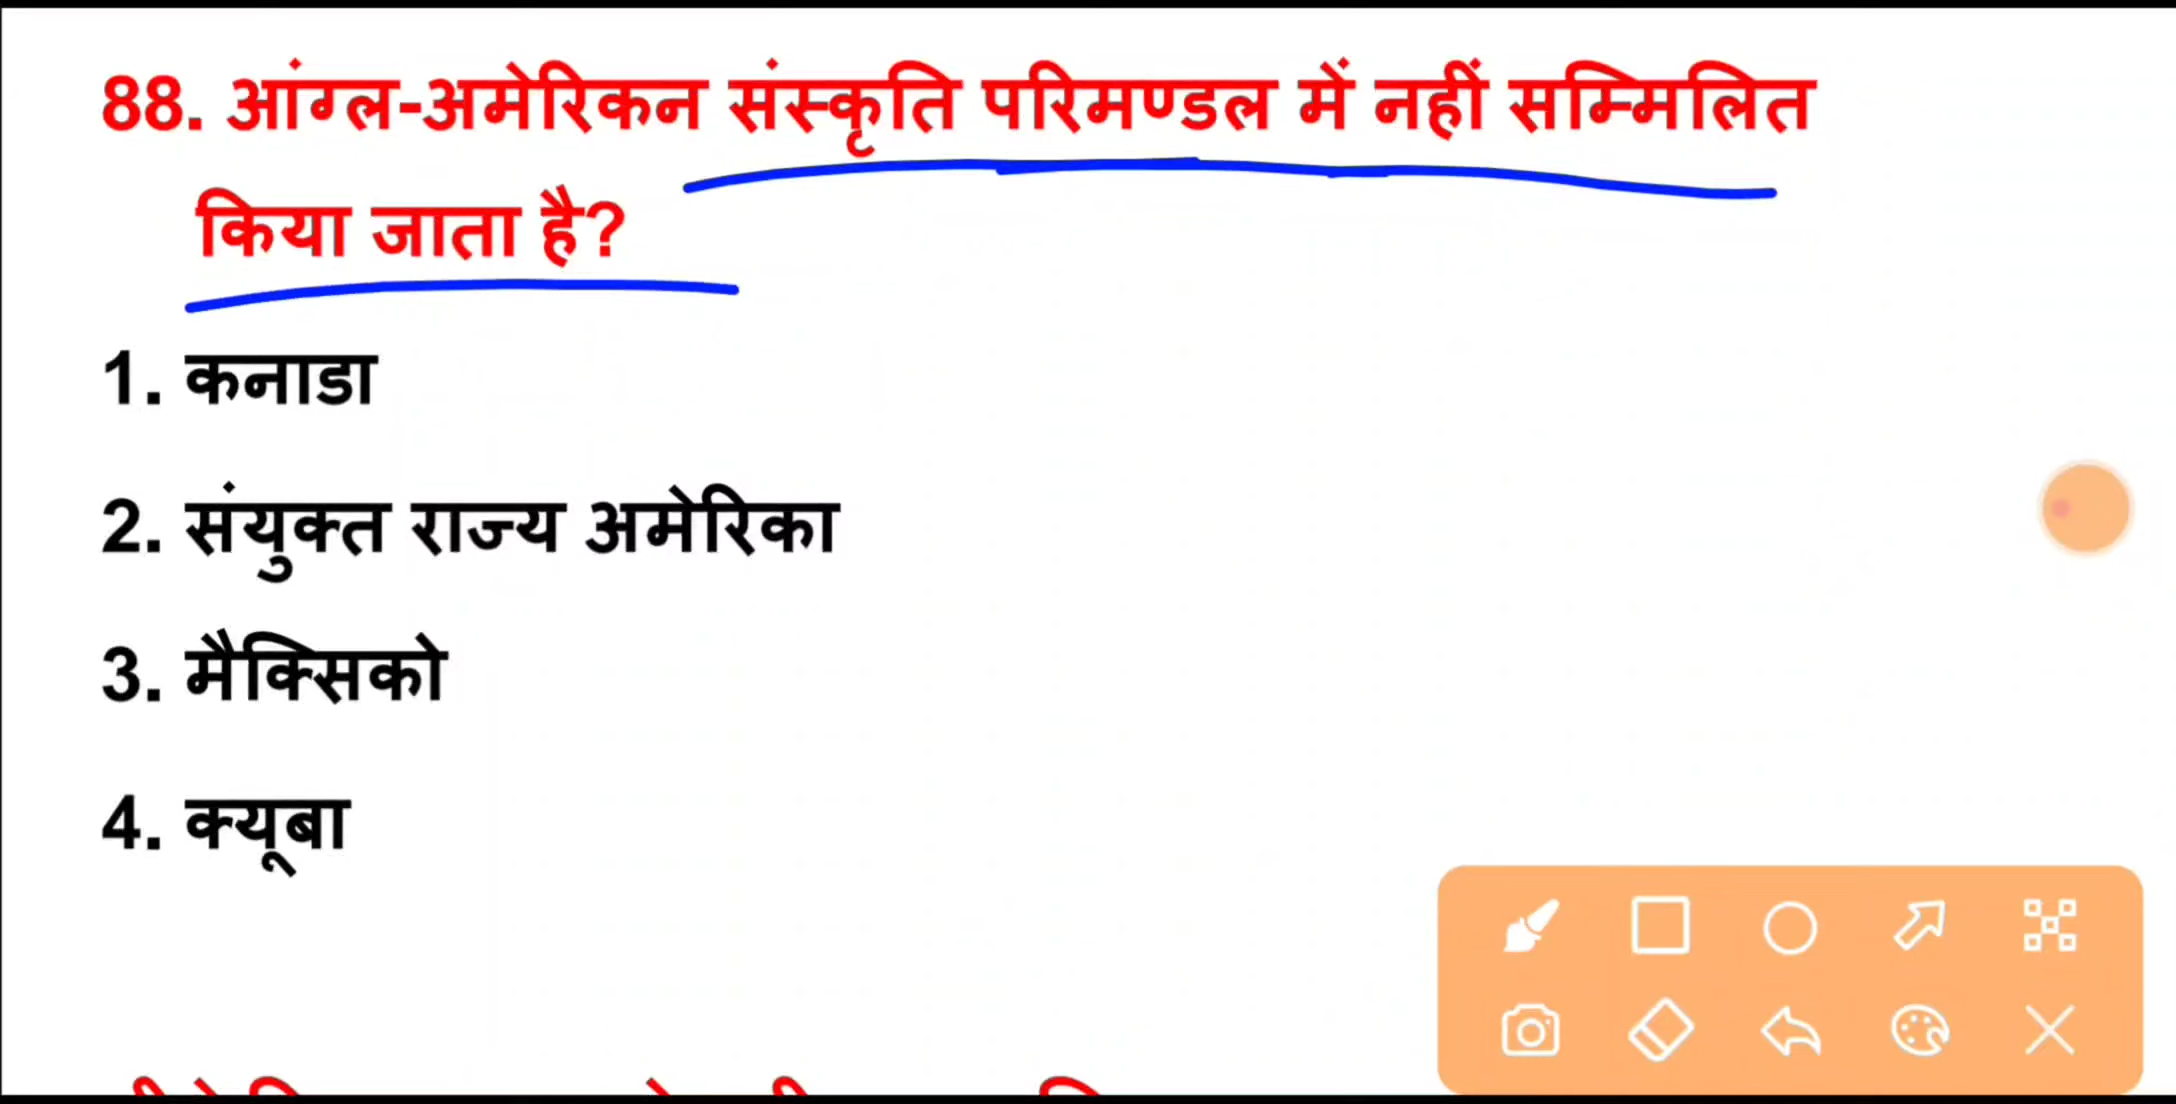 88. आंग्ल-अमेरिकन संस्कृति परिमण्डल में नहीं सम्मिलित
किया जाता है?
1. कनाडा
2. संयुक्त राज्य अमेरिका
3. मैक्सिको
4. क्यूबा